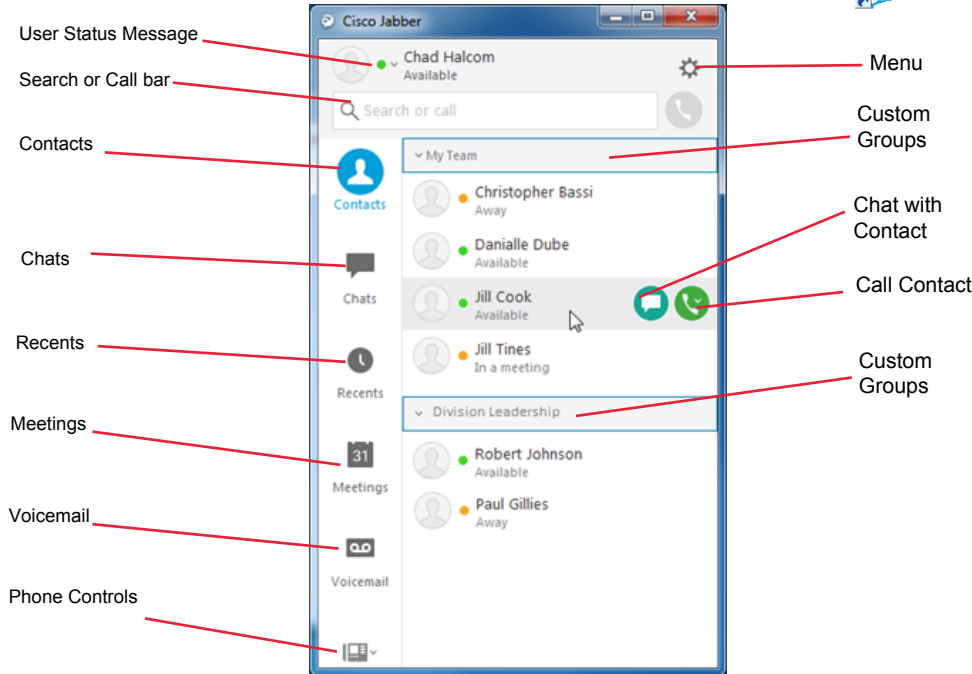 Cisco Jabber
User Status Message
Chad Halcom
Available
Menu
Search or Call bar
Search or call
Custom
Groups
Contacts
My Team
Contacts
Christopher Bassi
Away
Chat with
Contact
Danialle Dube
Available
Chats
Chats
Jill Cook
Available
Call Contact
Recents
Recents
Jill Tines
In a meeting
Custom
Groups
Division Leadership
Meetings
31
Meetings
Robert Johnson
Available
Paul Gillies
Away
Voicemail
Voicemail
Phone Controls